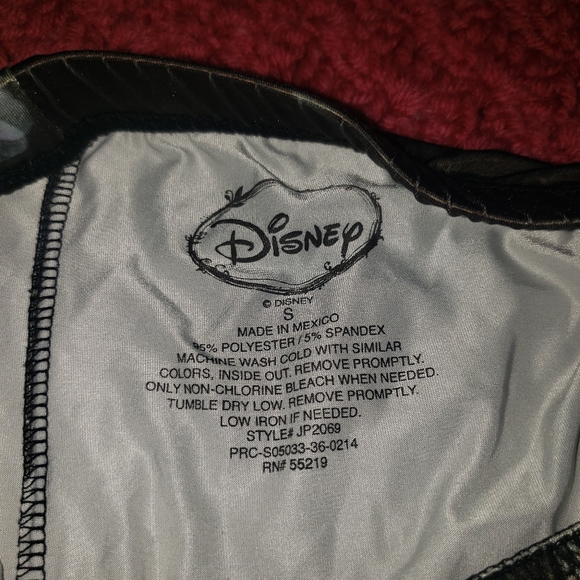 Disney
© DISNEY
S
MADE IN MEXICO
95% POLYESTER / 5% SPANDEX
MACHINE WASH COLD WITH SIMILAR
COLORS, INSIDE OUT. REMOVE PROMPTLY.
ONLY NON-CHLORINE BLEACH WHEN NEEDED.
TUMBLE DRY LOW. REMOVE PROMPTLY.
LOW IRON IF NEEDED.
STYLE# JP2069
PRC-S05033-36-0214
RN# 55219